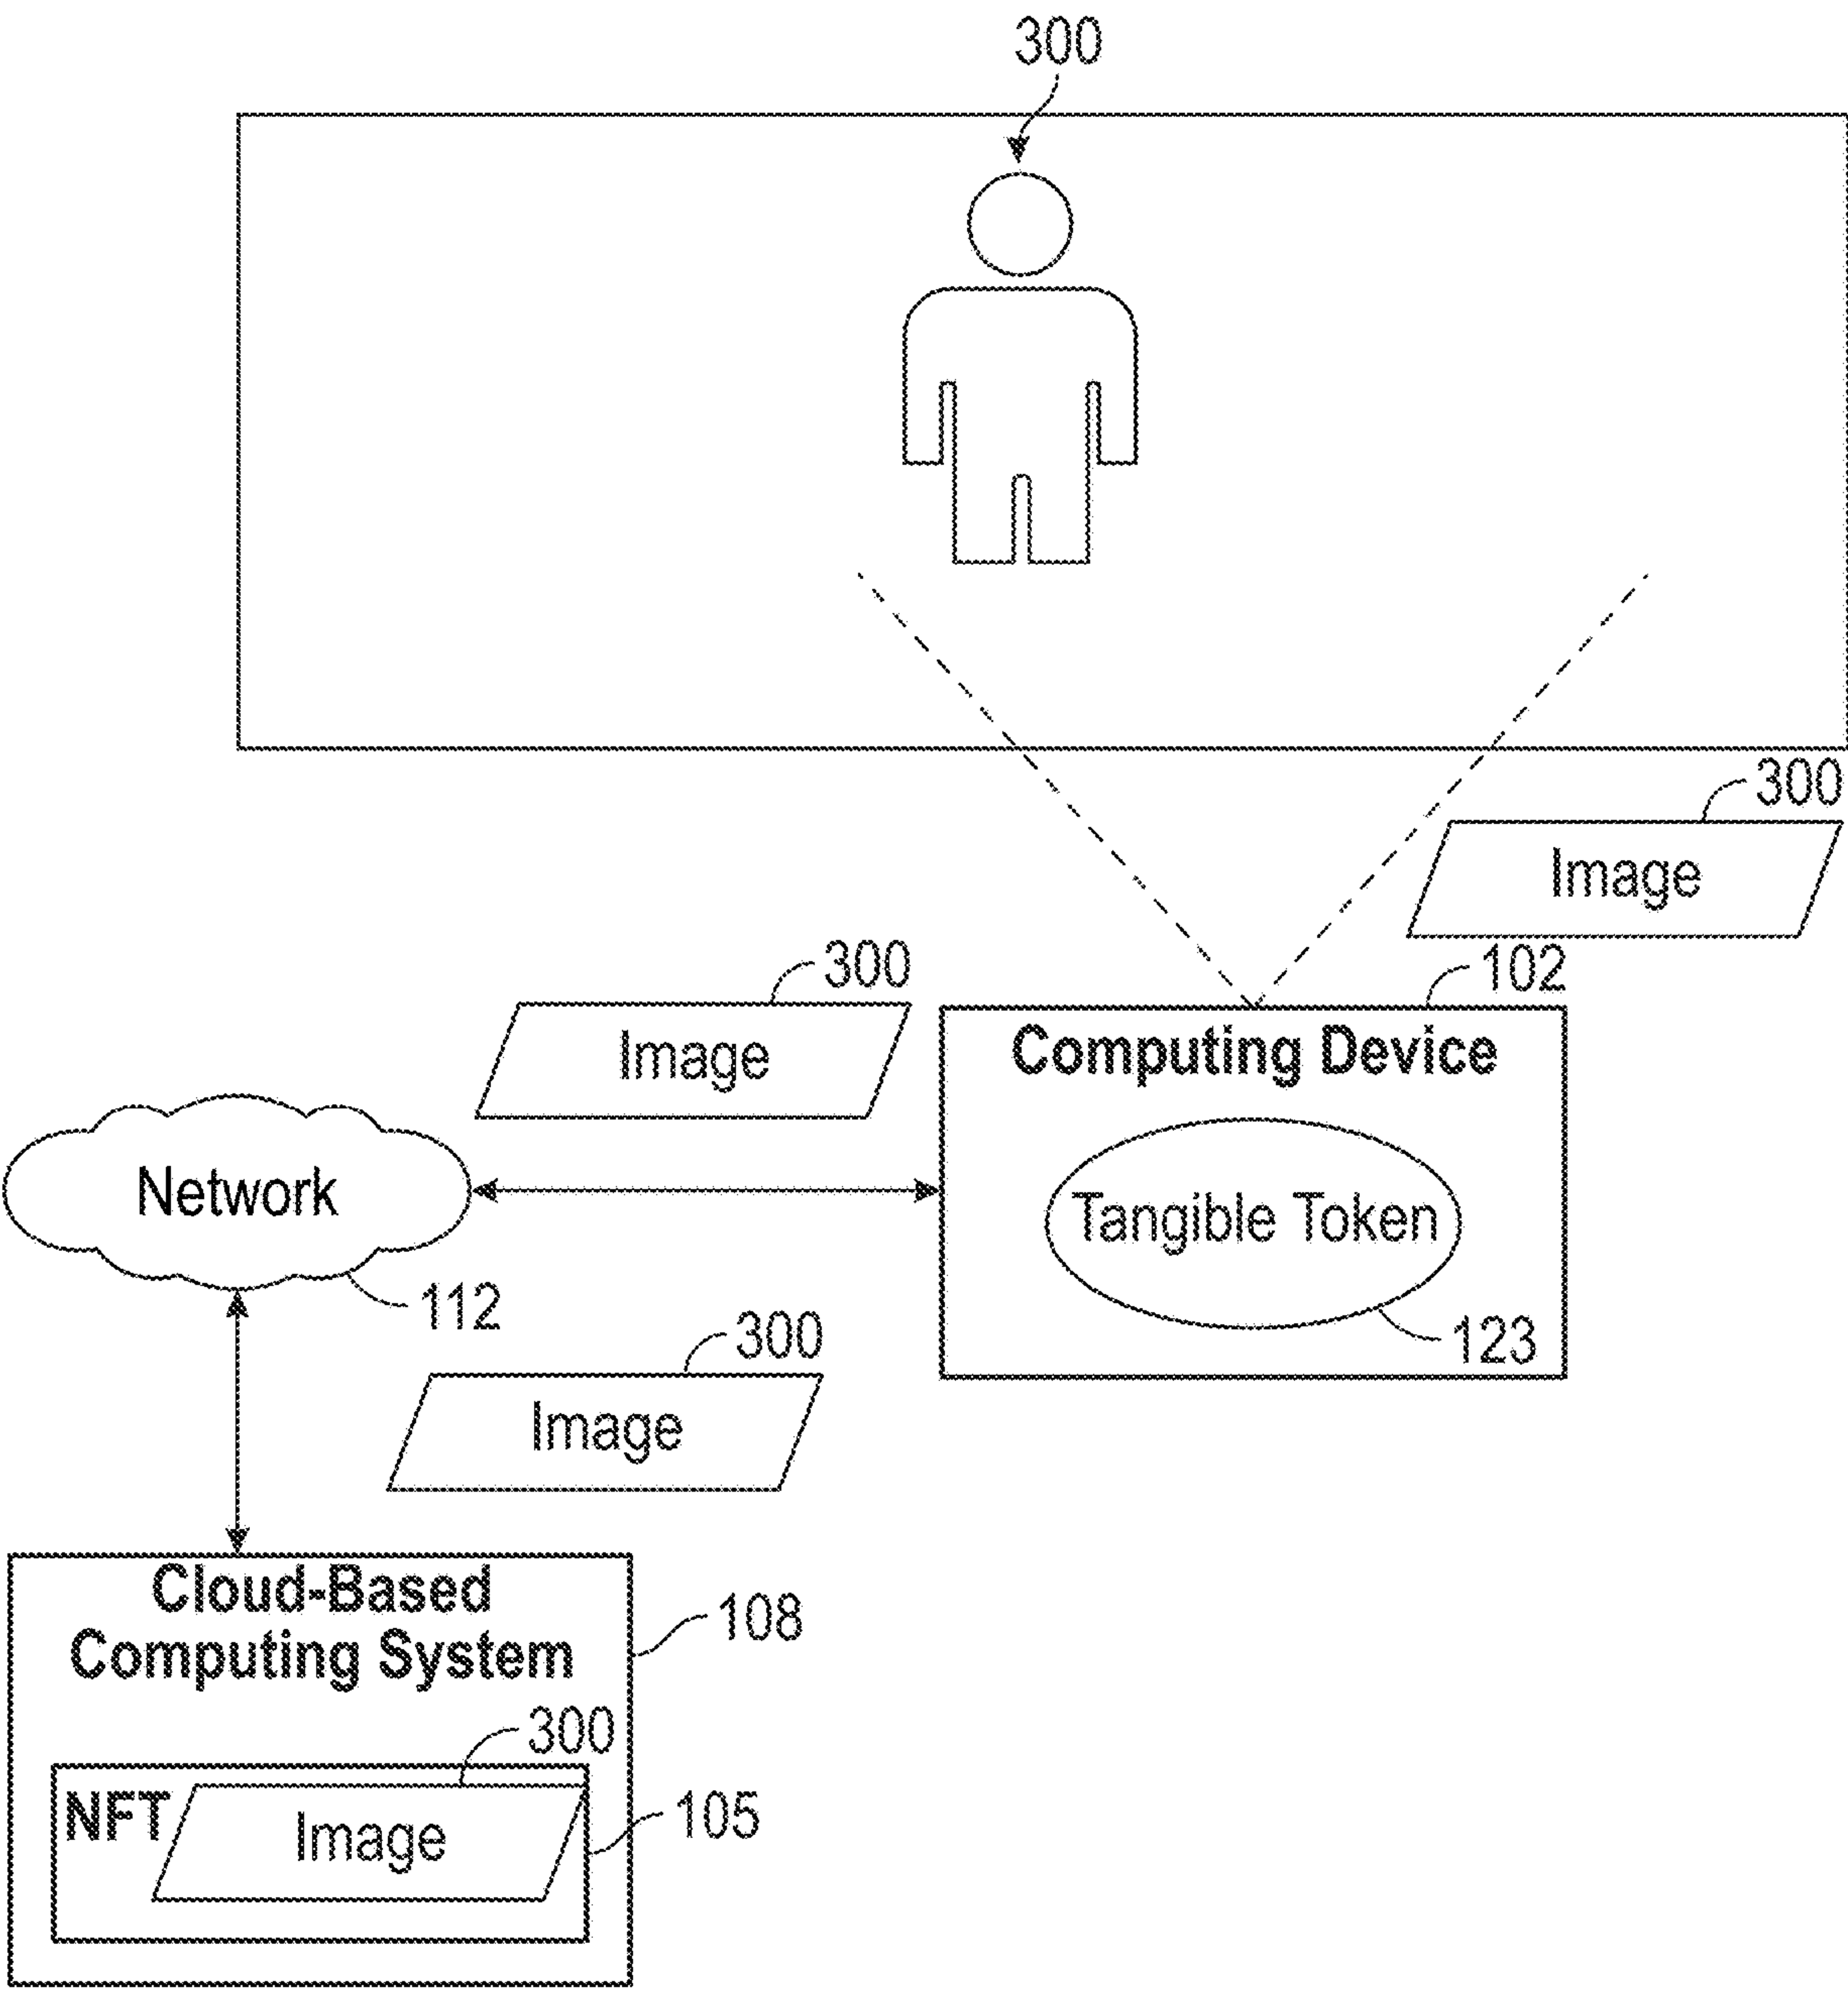 300
300
Image
300
102
Image
Computing Device
Network
Tangible Token
112
123
300
Image
Cloud-Based
Computing System
108
300
NFT
Image
105